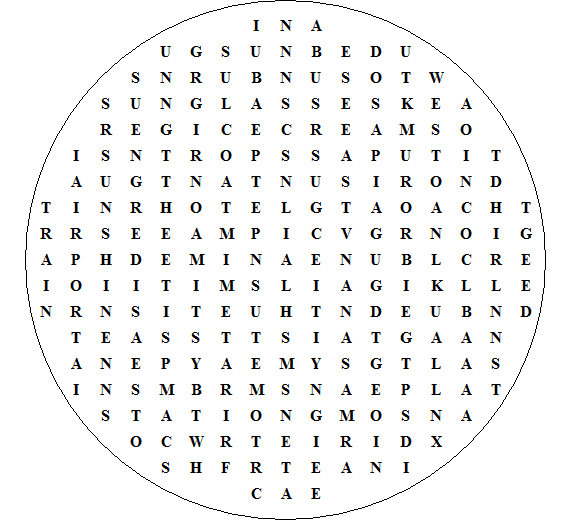 I N A
U G S U N B E D U
S N R U B N U S O T W
S U N G L A S S E S K E A
R E G I C E C R E A M S O
I S N T R O P S S A P U T I T
A U G T N A T N U S I R O N D
T I N R H O T E L G T A O A C H T
R R S E E A M P I C V G R N O I G
A P H D E M I N A E N U B L C R E
I O I I T I M S L I A G I K L L E
N R N S I T E U H T N D E U B N D
T E A S S T T S I A T G A A N
A N E P Y A E M Y S G T L A S
I N S M B R M S N A E P L A T
S T A T I O N G M O S N A
O C W R T E I R I D X
S H F R T E A N I
C A E